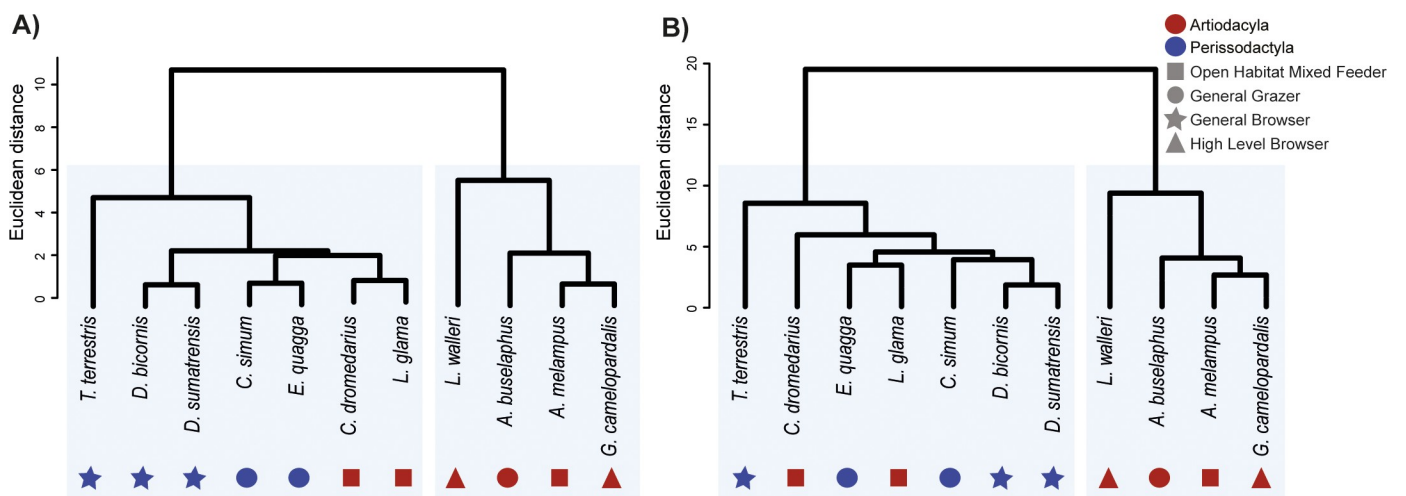 A)
Euclidean distance
10
8
6
4
2
0
T. terrestris
D. bicornis
D. sumatrensis
C. simum
E. quagga
C. dromedarius
L. glama
L. walleri
A. buselaphus
A. melampus
G. camelopardalis
B)
Euclidean distance
20
15
10
5
0
T. terrestris
C. dromedarius
E. quagga
L. glama
C. simum
D. bicornis
D. sumatrensis
L. walleri
A. buselaphus
A. melampus
G. camelopardalis
Artiodacyla
Perissodactyla
Open Habitat Mixed Feeder
General Grazer
General Browser
High Level Browser